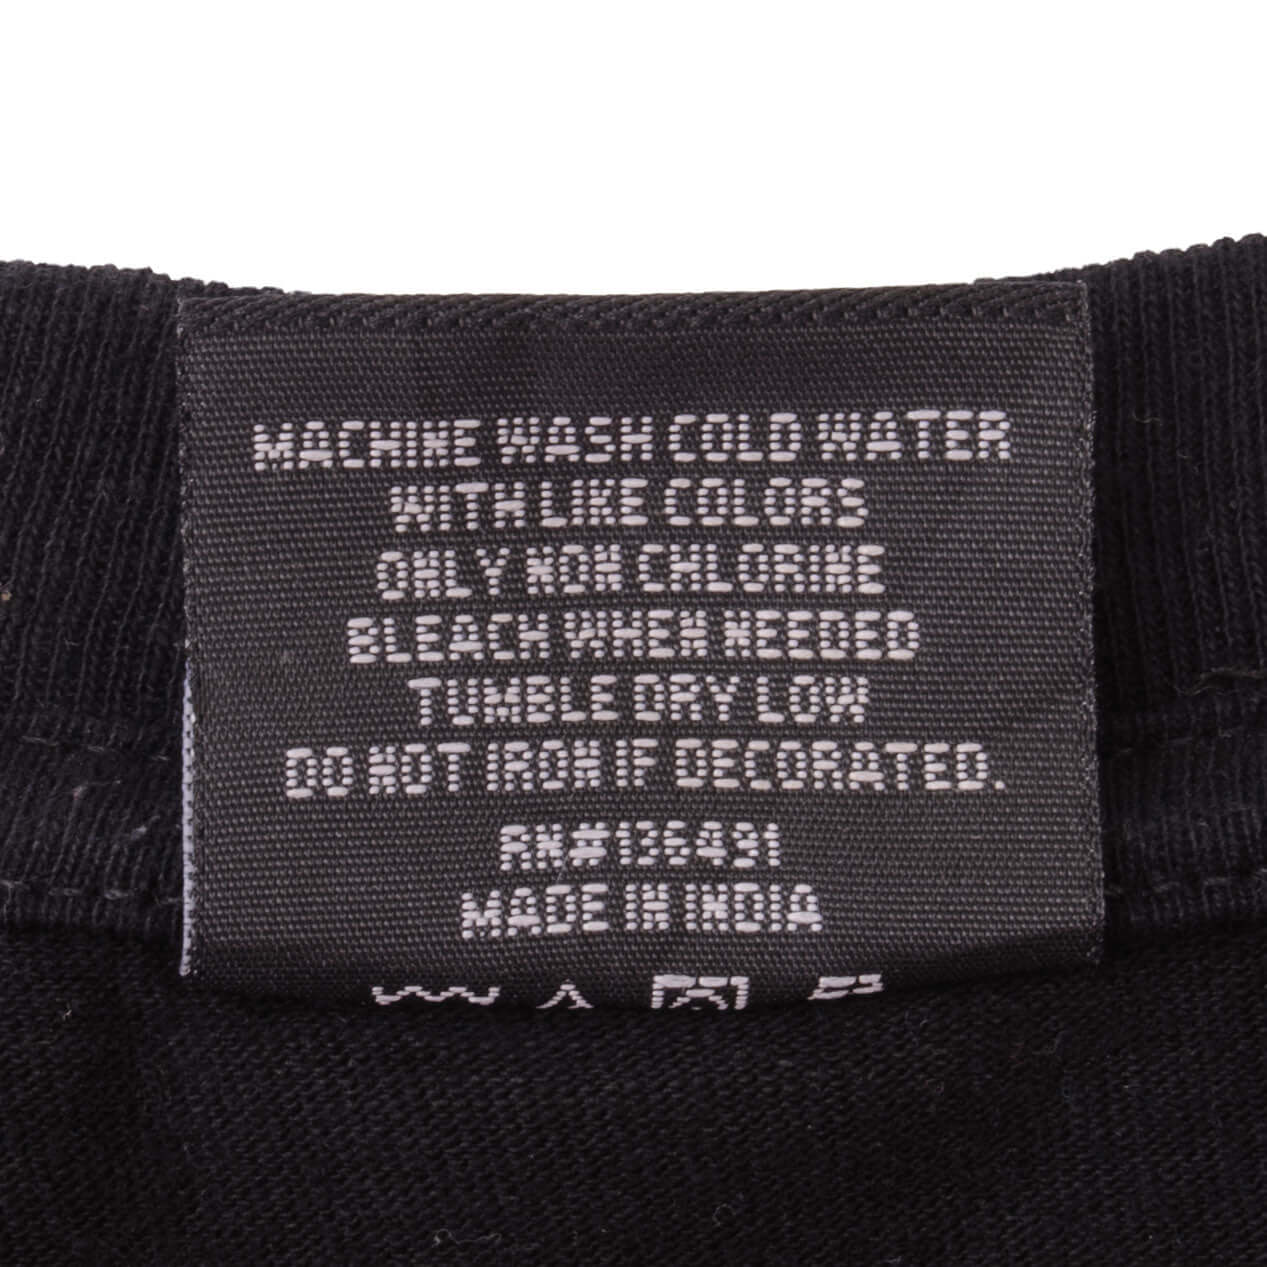 MACHINE WASH COLD WATER
WITH LIKE COLORS
ONLY NON CHLORINE
BLEACH WHEN NEEDED
TUMBLE DRY LOW
DO NOT IRON IF DECORATED.
RN#136491
MADE IN INDIA